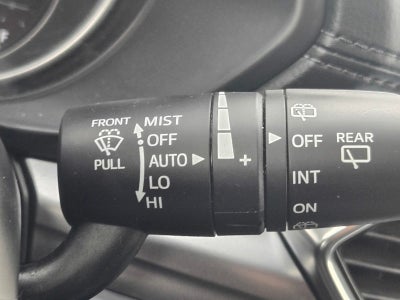 FRONT
PULL
MIST
OFF
AUTO
LO
HI
+
OFF
INT
ON
REAR